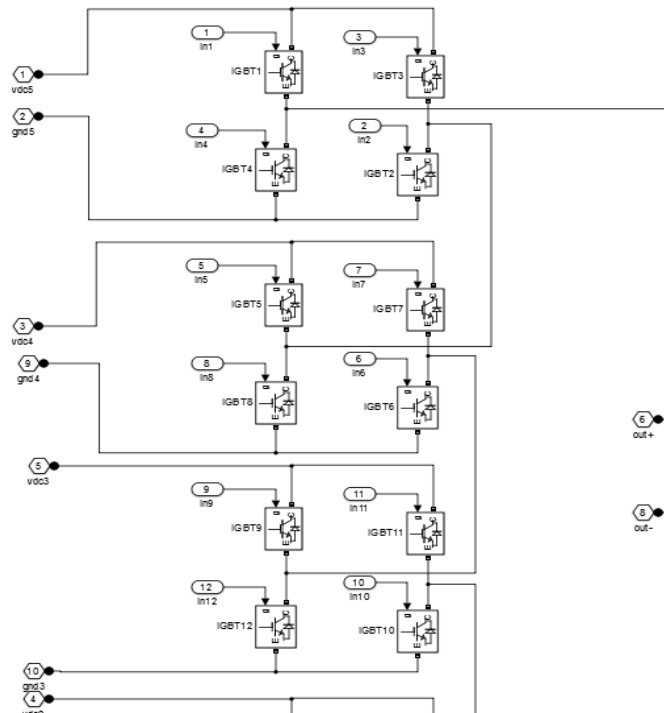 1
In1
3
In3
IGBT1
IGBT3
g
C
E
g
C
E
1
vdc5
2
gnd5
4
In4
2
In2
IGBT4
IGBT2
g
C
E
g
C
E
5
In5
7
In7
IGBT5
IGBT7
g
C
E
g
C
E
3
vdc4
9
gnd4
8
In8
6
In6
IGBT8
IGBT6
g
C
E
g
C
E
6
out+
5
vdc3
9
In9
11
In11
IGBT9
IGBT11
g
C
E
g
C
E
8
out-
12
In12
10
In10
IGBT12
IGBT10
g
C
E
g
C
E
10
gnd3
4